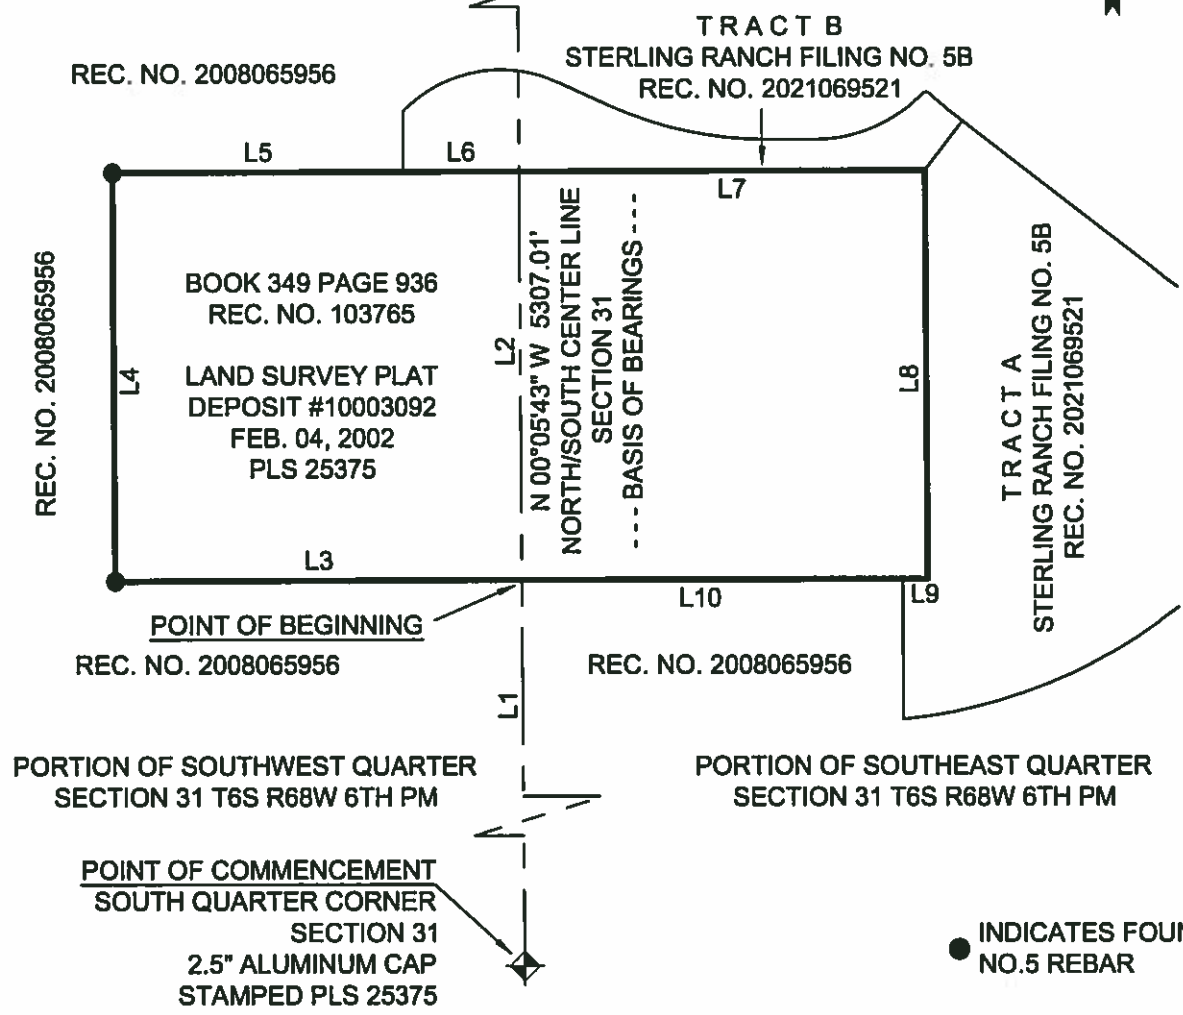 TRACT B
STERLING RANCH FILING NO. 5B
REC. NO. 2021069521
REC. NO. 2008065956
L5
L6
L7
REC. NO. 2008065956
L4
BOOK 349 PAGE 936
REC. NO. 103765
LAND SURVEY PLAT
DEPOSIT #10003092
FEB. 04, 2002
PLS 25375
L2
N 00°05'43" W 5307.01'
NORTH/SOUTH CENTER LINE
SECTION 31
---- BASIS OF BEARINGS ----
L8
TRACT A
STERLING RANCH FILING NO. 5B
REC. NO. 2021069521
L3
L10
L9
POINT OF BEGINNING
REC. NO. 2008065956
REC. NO. 2008065956
L1
PORTION OF SOUTHWEST QUARTER
SECTION 31 T6S R68W 6TH PM
PORTION OF SOUTHEAST QUARTER
SECTION 31 T6S R68W 6TH PM
POINT OF COMMENCEMENT
SOUTH QUARTER CORNER
SECTION 31
2.5" ALUMINUM CAP
STAMPED PLS 25375
INDICATES
NO.5 REBAR